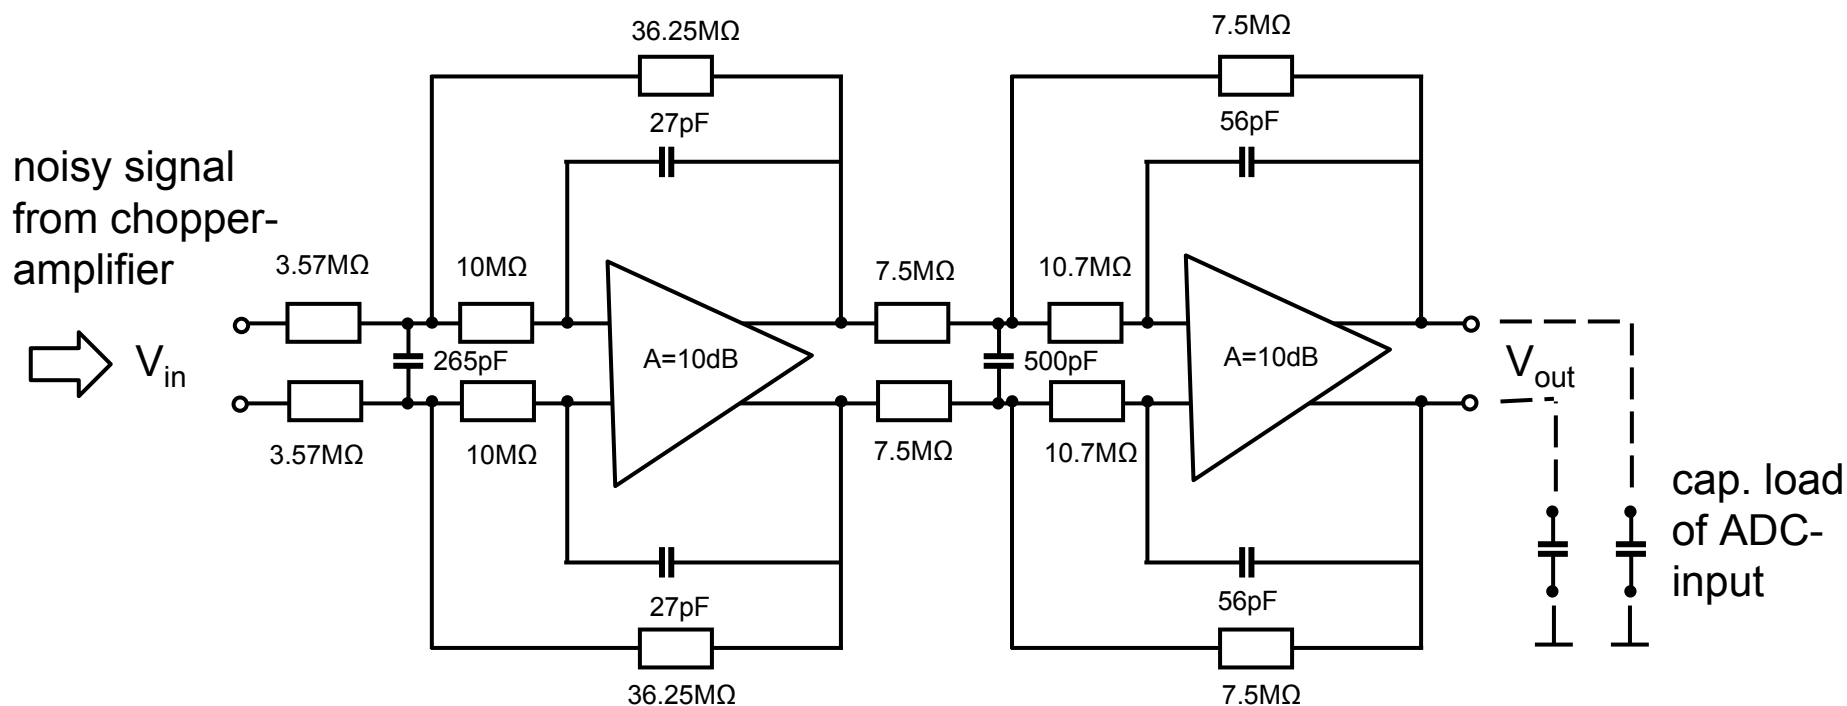 36.25MΩ
7.5MΩ
27pF
56pF
noisy signal
from chopper-
amplifier
3.57MΩ
10MΩ
7.5MΩ
10.7MΩ
Vin
265pF
A=10dB
500pF
A=10dB
Vout
3.57MΩ
10MΩ
7.5MΩ
10.7MΩ
cap. load
of ADC-
input
27pF
56pF
36.25MΩ
7.5MΩ